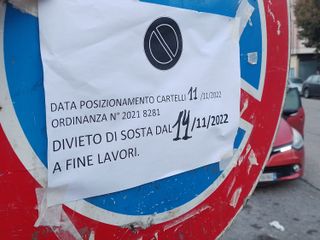 DATA POSIZIONAMENTO CARTELLI 11/11/2022
ORDINANZA N° 2021 8281
DIVIETO DI SOSTA DAL 14/11/2022
A FINE LAVORI.